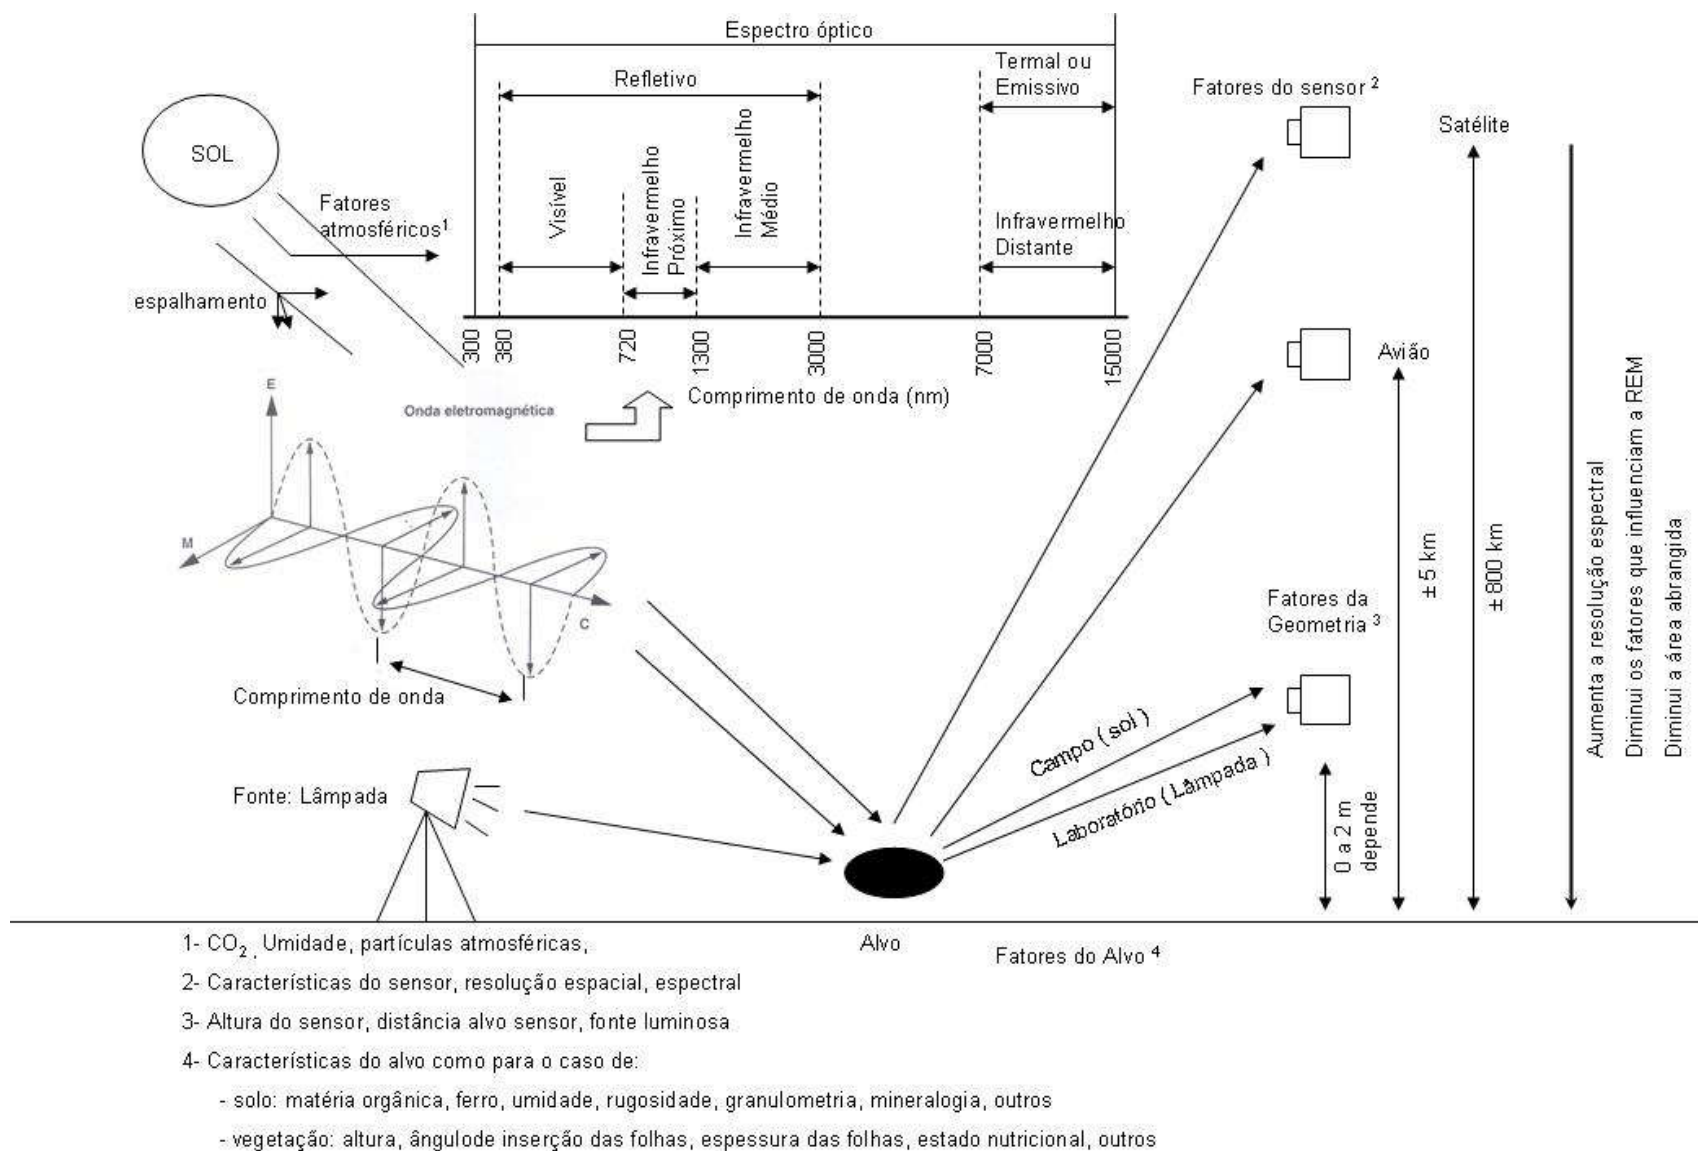 Espectro óptico
Refletivo
Termal ou
Emissivo
Fatores do sensor 2
Satélite
SOL
Fatores
atmosféricos1
Visível
Infravermelho
Próximo
Infravermelho
Médio
Infravermelho
Distante
espalhamento
300
380
720
1300
3000
7000
15000
Comprimento de onda (nm)
Avião
E
Onda eletromagnética
M
C
± 5 km
± 800 km
Aumenta a resolução espectral
Diminui os fatores que influenciam a REM
Diminui a área abrangida
Fatores da
Geometria 3
Comprimento de onda
Campo ( sol )
Laboratório ( Lâmpada )
Fonte: Lâmpada
0 a 2 m
depende
Alvo
Fatores do Alvo 4
1- CO2 , Umidade, partículas atmosféricas,
2- Características do sensor, resolução espacial, espectral
3- Altura do sensor, distância alvo sensor, fonte luminosa
4- Características do alvo como para o caso de:
- solo: matéria orgânica, ferro, umidade, rugosidade, granulometria, mineralogia, outros
- vegetação: altura, ângulode inserção das folhas, espessura das folhas, estado nutricional, outros